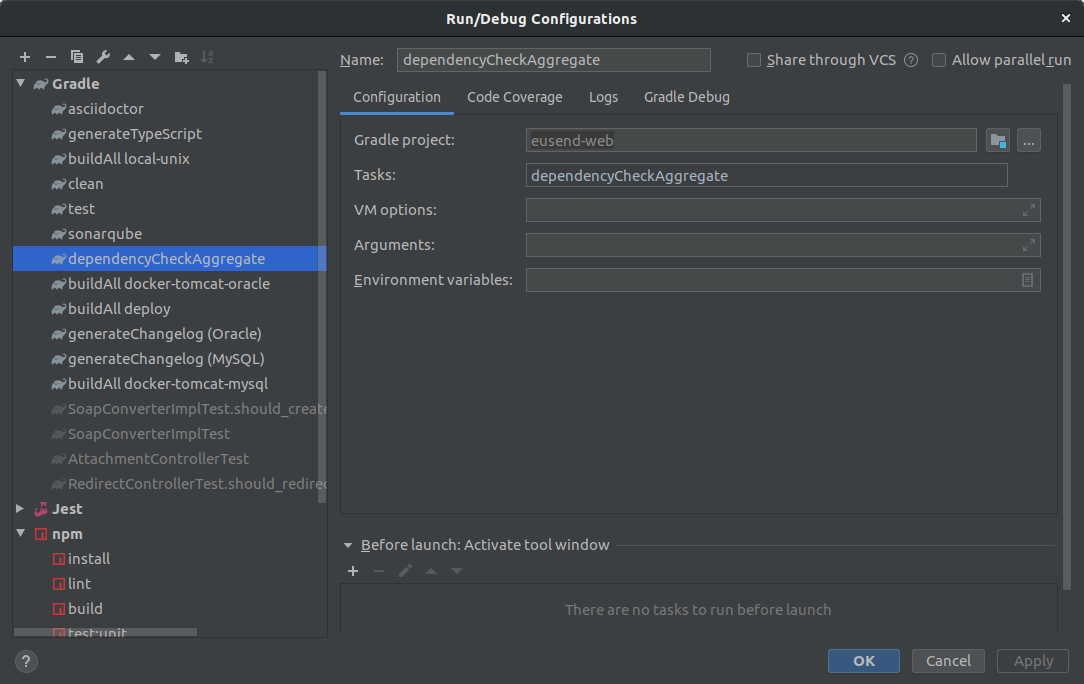 Run/Debug Configurations
Name: dependencyCheckAggregate
Share through VCS ?
Allow parallel run
Gradle
asciidoctor
generateTypeScript
buildAll local-unix
clean
test
sonarqube
dependencyCheckAggregate
buildAll docker-tomcat-oracle
buildAll deploy
generateChangelog (Oracle)
generateChangelog (MySQL)
buildAll docker-tomcat-mysql
SoapConverterImplTest.should_create
SoapConverterImplTest
AttachmentControllerTest
RedirectControllerTest.should_redirec
Jest
npm
install
lint
build
test:unit
Configuration Code Coverage Logs Gradle Debug
Gradle project: eusend-web ...
Tasks: dependencyCheckAggregate
VM options:
Arguments:
Environment variables:
Before launch: Activate tool window
There are no tasks to run before launch
?
OK Cancel Apply